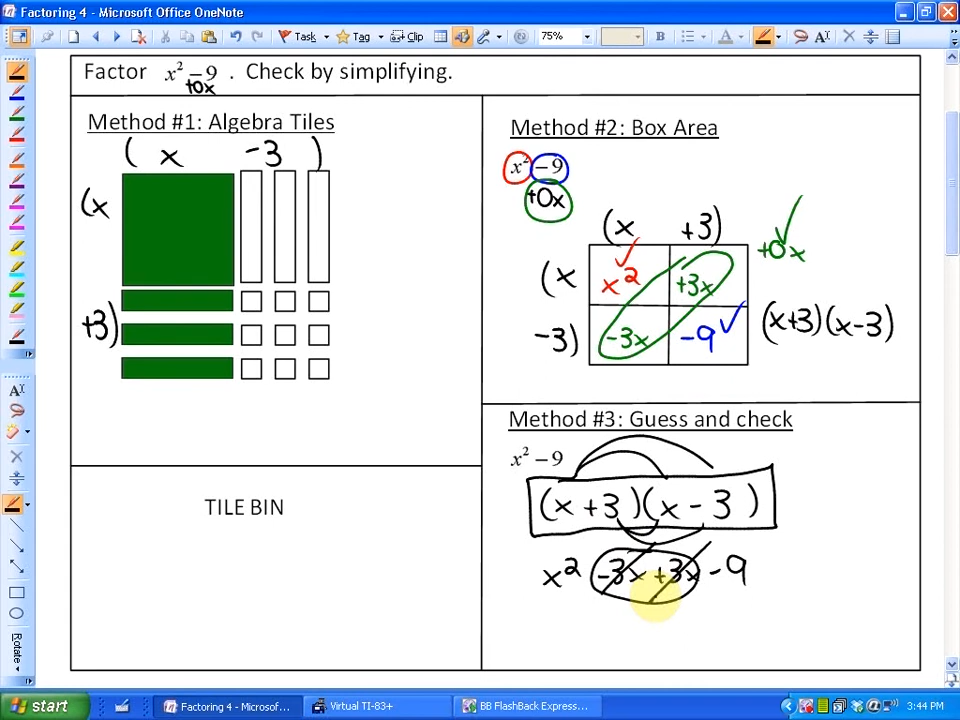 Factoring 4 - Microsoft Office OneNote
Task
Tag
Clip
75%
B
A
A
Factor x² – 9 . Check by simplifying.
+0x
Method #1: Algebra Tiles
( x -3 )
(x
+3)
Method #2: Box Area
x² – 9
+0x
(x +3)
(x x² +3x +0x
-3) -3x -9 (x+3)(x-3)
Method #3: Guess and check
x² – 9
(x +3)(x - 3 )
x² -3x +3x -9
TILE BIN
Rotate
start
Factoring 4 - Microsof...
Virtual TI-83+
BB FlashBack Express...
3:44 PM